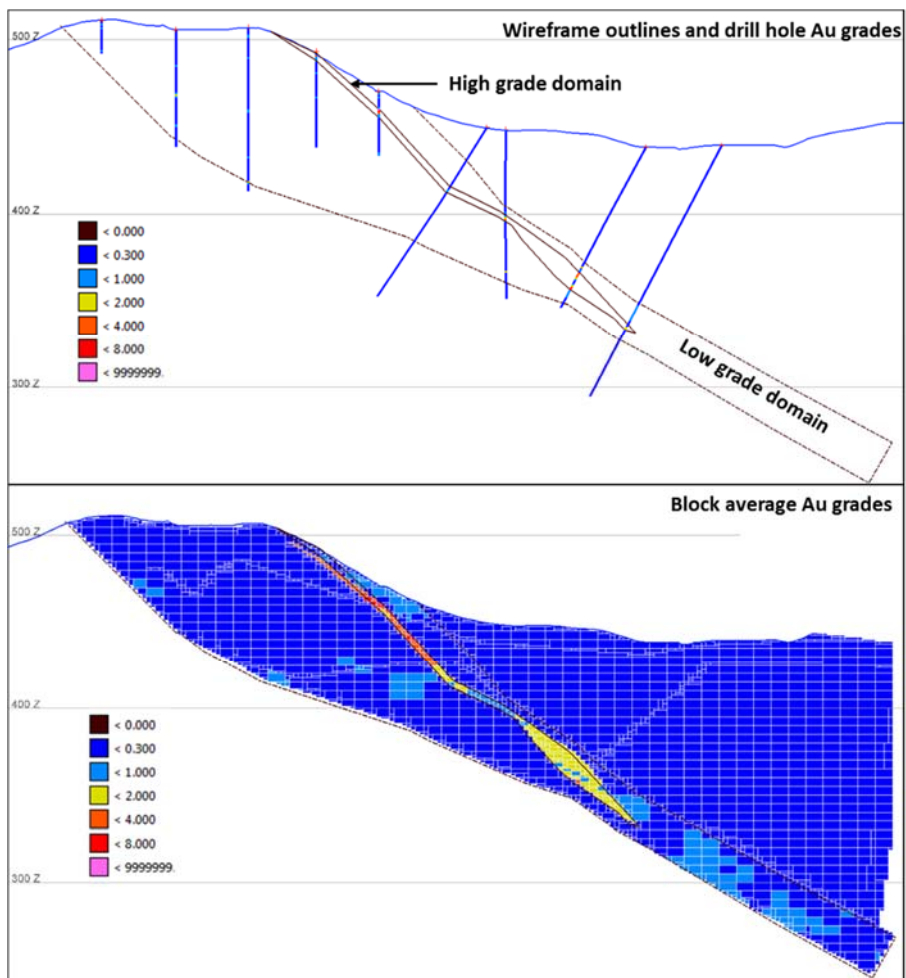 Wireframe outlines and drill hole Au grades
500 Z
High grade domain
400 Z
< 0.000
< 0.300
< 1.000
< 2.000
< 4.000
< 8.000
< 9999999.
300 Z
Low grade domain
Block average Au grades
500 Z
400 Z
< 0.000
< 0.300
< 1.000
< 2.000
< 4.000
< 8.000
< 9999999.
300 Z